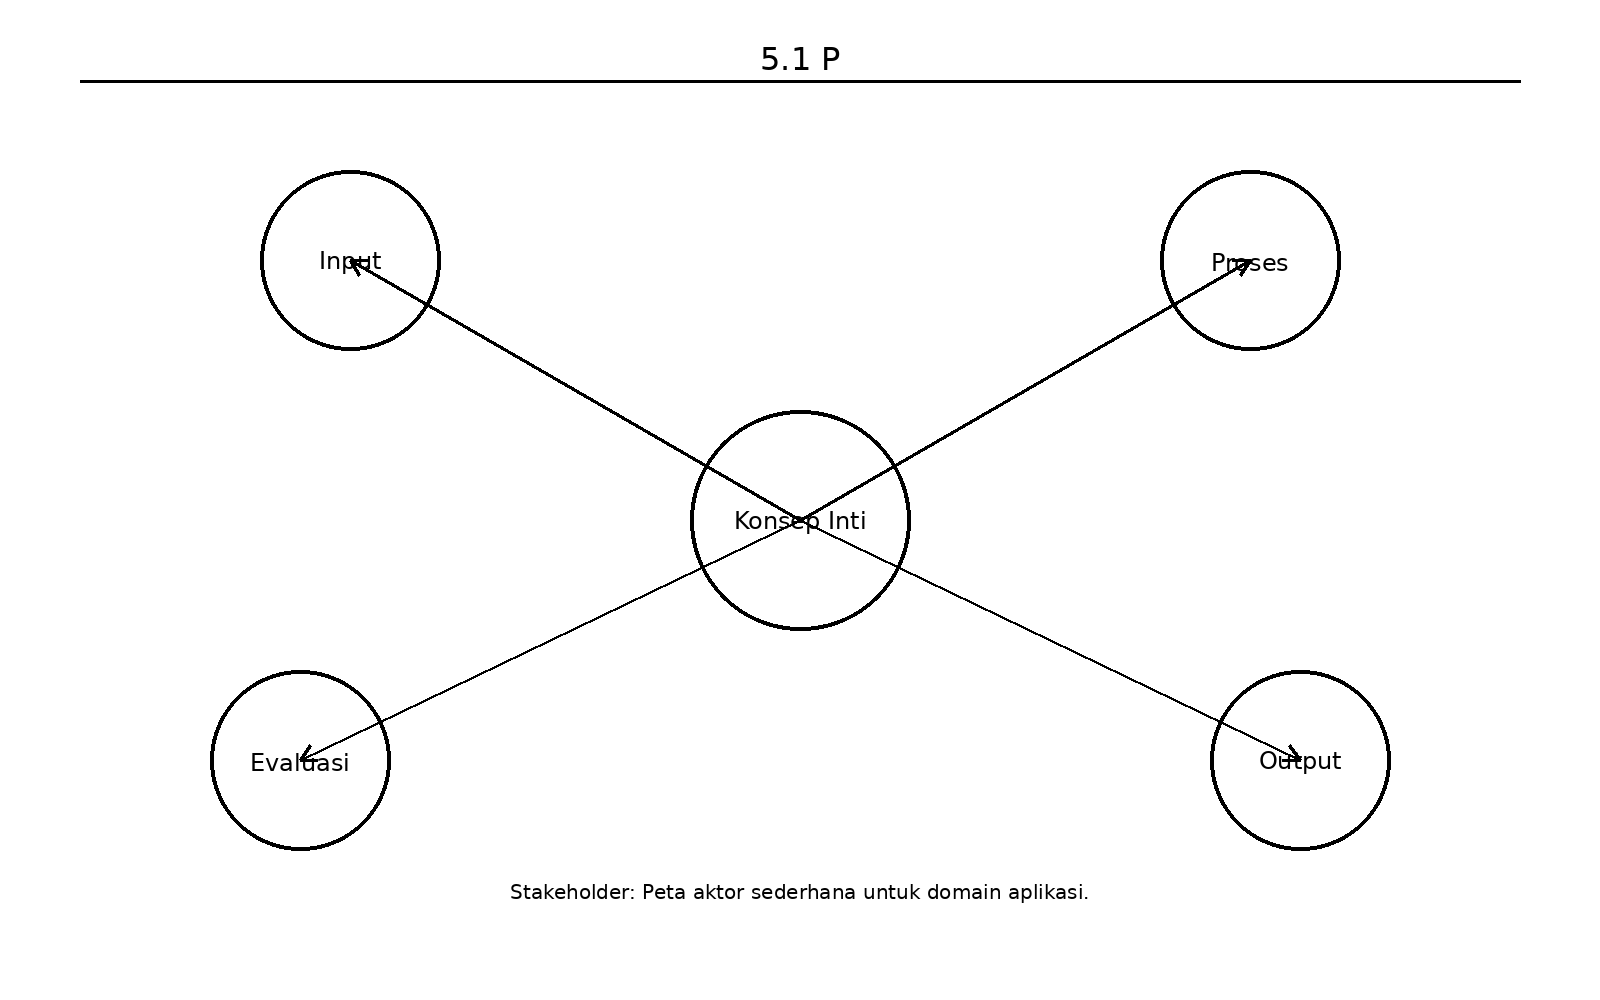 5.1 P
Input
Proses
Konsep Inti
Evaluasi
Output
Stakeholder: Peta aktor sederhana untuk domain aplikasi.